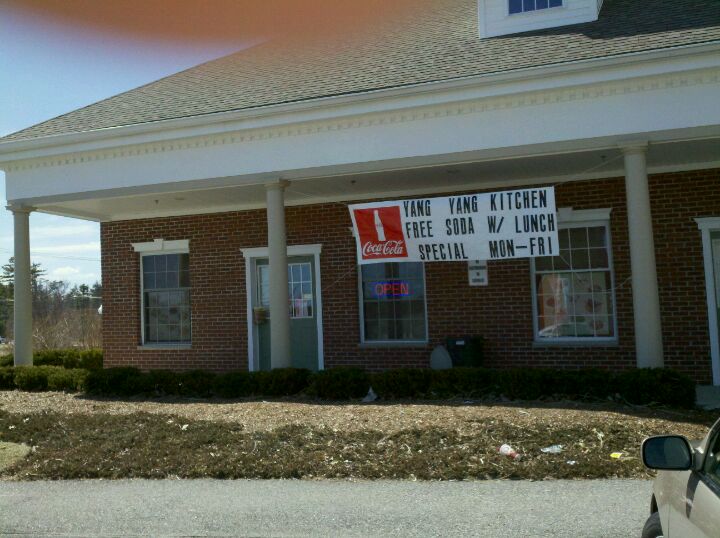 YANG YANG KITCHEN
FREE SODA W/ LUNCH
Coca-Cola
SPECIAL MON-FRI
OPEN